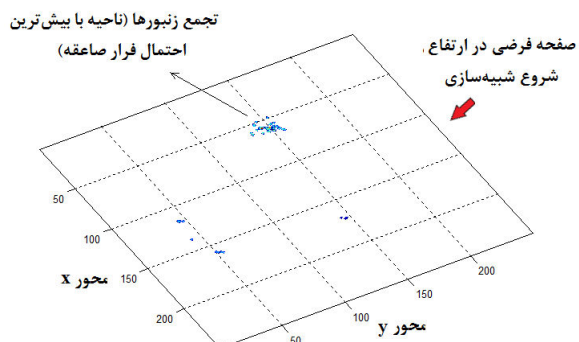 تجمع زنبورها (ناحیه با بیش‌ترین
احتمال فرار صاعقه)
صفحه فرضی در ارتفاع
شروع شبیه‌سازی
50
100
150
200
محور x
50
100
150
200
محور y